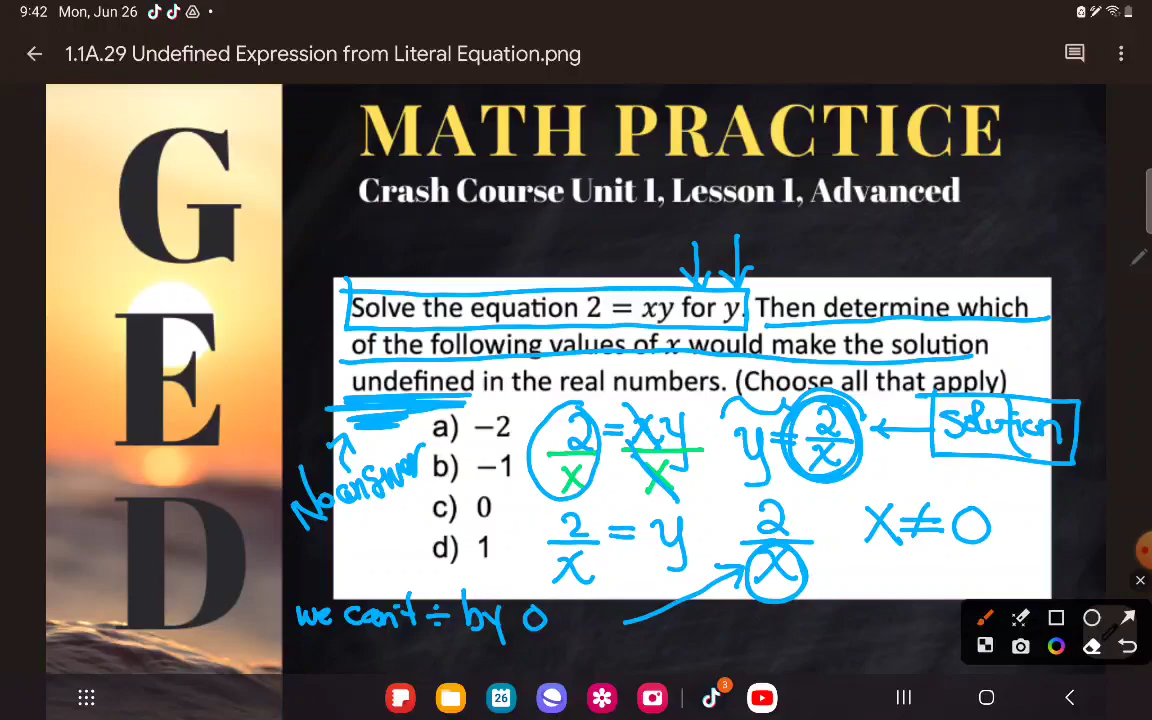 9:42 Mon, Jun 26
1.1A.29 Undefined Expression from Literal Equation.png
GED
MATH PRACTICE
Crash Course Unit 1, Lesson 1, Advanced
Solve the equation 2 = xy for y. Then determine which
of the following values of x would make the solution
undefined in the real numbers. (Choose all that apply)
a) −2
b) −1
c) 0
d) 1
No answer
2/x = xy/x
y = 2/x
Solution
2/x = y
2/x
x ≠ 0
we can't ÷ by 0
26
3